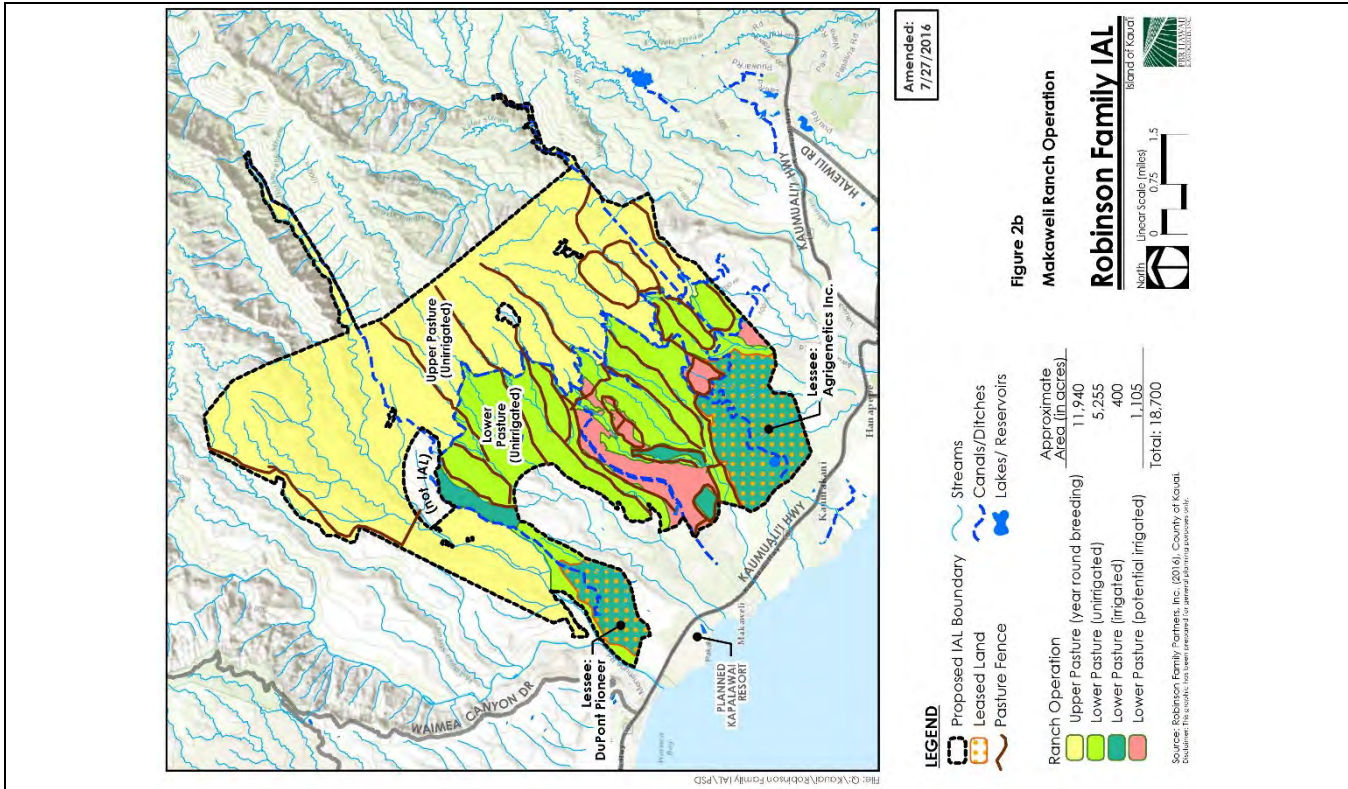 Amended:
7/27/2016
WAIMEA CANYON DR
Upper Pasture
(Unirrigated)
(not IAL)
Lower
Pasture
(Unirrigated)
Lessee:
DuPont Pioneer
PLANNED
KAPALAWAI
RESORT
Makaweli
KAUMUALI'I HWY
Kaumakani
Lessee:
Agrigenetics Inc.
Hanapepe
KAUMUALI'I HWY
HALEWILI RD
File: Q:\Kauai\Robinson Family IAL\PSD
LEGEND
Proposed IAL Boundary
Leased Land
Pasture Fence
Streams
Canals/Ditches
Lakes/ Reservoirs
Ranch Operation
Approximate
Area (in acres)
Upper Pasture (year round breeding) 11,940
Lower Pasture (unirrigated) 5,255
Lower Pasture (irrigated) 400
Lower Pasture (potential irrigated) 1,105
Total: 18,700
Source: Robinson Family Partners, Inc. (2016), County of Kauai.
Disclaimer: This graphic has been prepared for general planning purposes only.
Figure 2b
Makaweli Ranch Operation
Robinson Family IAL
Island of Kauai
North
Linear Scale (miles)
0 0.75 1.5
PBR HAWAII